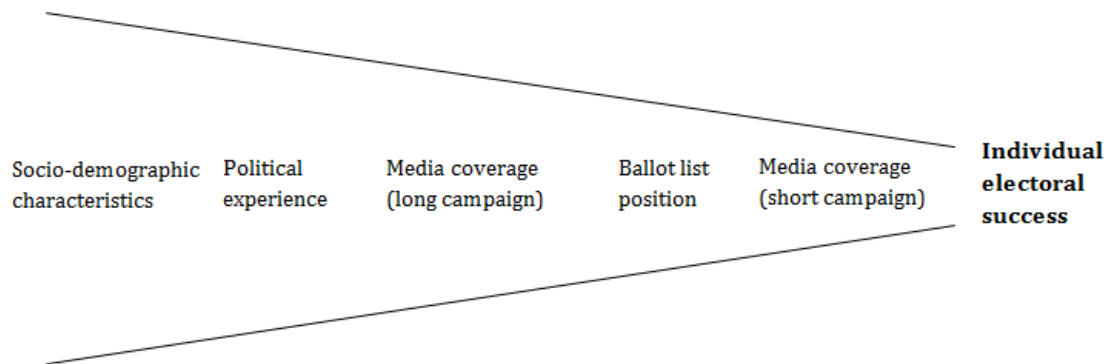 Socio-demographic
characteristics
Political
experience
Media coverage
(long campaign)
Ballot list
position
Media coverage
(short campaign)
Individual
electoral
success